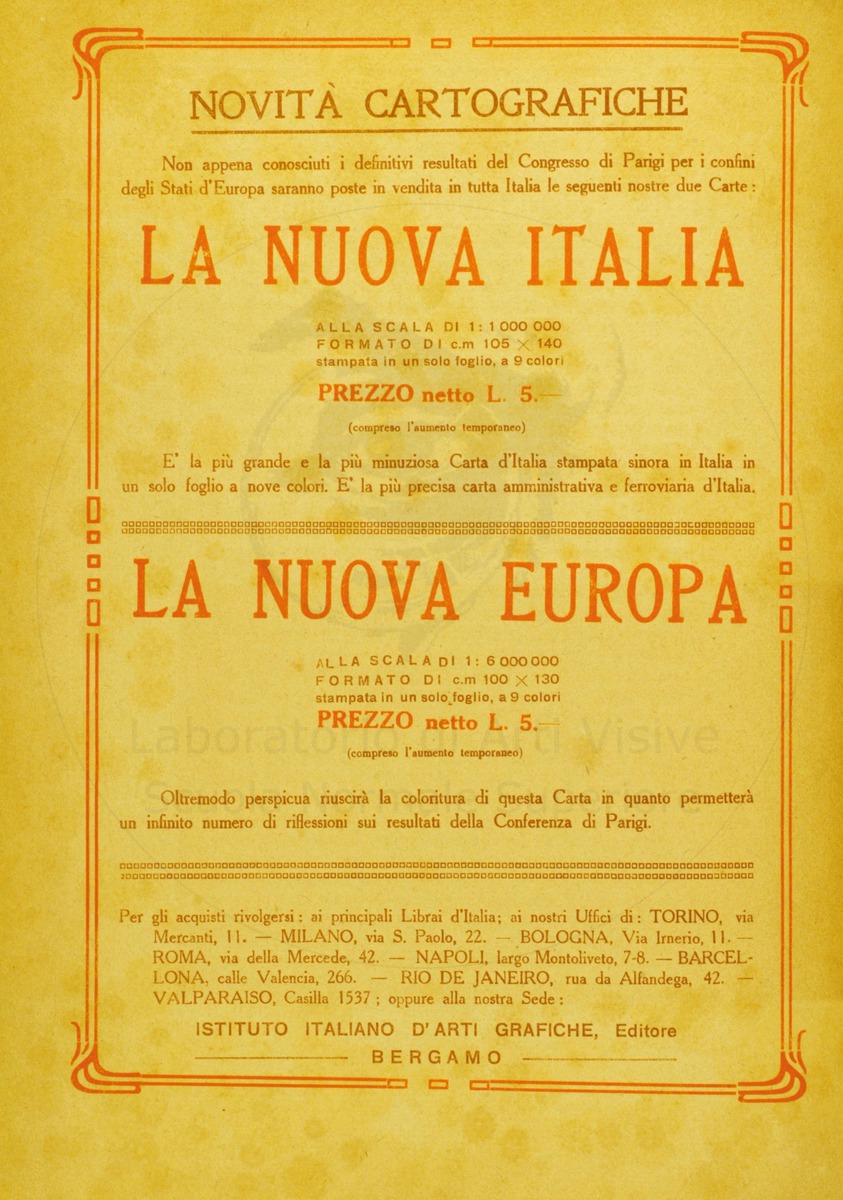 NOVITÀ CARTOGRAFICHE
Non appena conosciuti i definitivi resultati del Congresso di Parigi per i confini
degli Stati d'Europa saranno poste in vendita in tutta Italia le seguenti nostre due Carte :
LA NUOVA ITALIA
ALLA SCALA DI 1 : 1 000 000
FORMATO DI c.m 105 × 140
stampata in un solo foglio, a 9 colori
PREZZO netto L. 5.—
(compreso l'aumento temporaneo)
E' la più grande e la più minuziosa Carta d'Italia stampata sinora in Italia in
un solo foglio a nove colori. E' la più precisa carta amministrativa e ferroviaria d'Italia.
LA NUOVA EUROPA
ALLA SCALA DI 1 : 6 000 000
FORMATO DI c.m 100 × 130
stampata in un solo foglio, a 9 colori
PREZZO netto L. 5.—
Laboratorio Arti Visive
(compreso l'aumento temporaneo)
Oltremodo perspicua riuscirà la coloritura di questa Carta in quanto permetterà
un infinito numero di riflessioni sui resultati della Conferenza di Parigi.
Per gli acquisti rivolgersi : ai principali Librai d'Italia ; ai nostri Uffici di : TORINO, via
Mercanti, 11. — MILANO, via S. Paolo, 22. — BOLOGNA, Via Irnerio, 11. —
ROMA, via della Mercede, 42. — NAPOLI, largo Montoliveto, 7-8. — BARCEL-
LONA, calle Valencia, 266. — RIO DE JANEIRO, rua da Alfandega, 42. —
VALPARAISO, Casilla 1537 ; oppure alla nostra Sede :
ISTITUTO ITALIANO D'ARTI GRAFICHE, Editore
BERGAMO